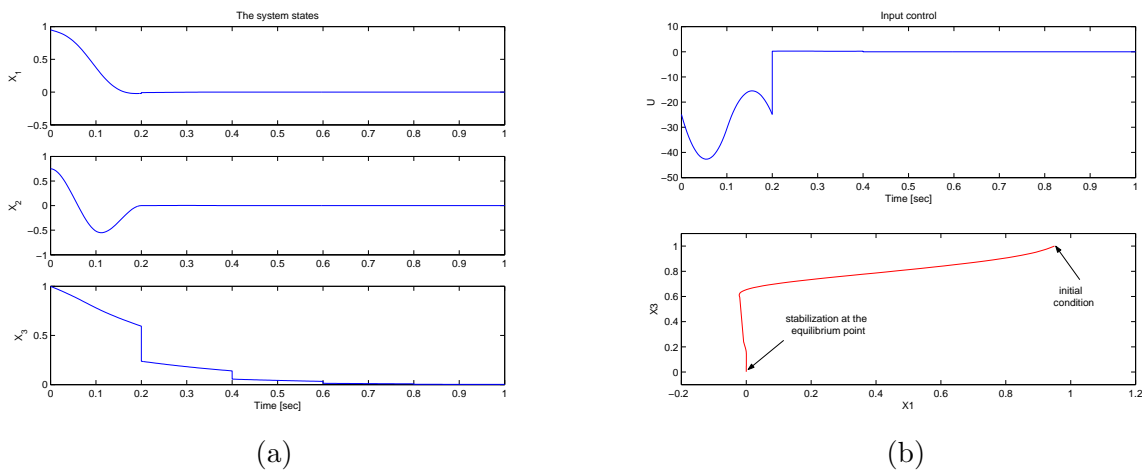 The system states
1
0.5
0
-0.5
X1
0 0.1 0.2 0.3 0.4 0.5 0.6 0.7 0.8 0.9 1
1
0.5
0
-0.5
-1
X2
0 0.1 0.2 0.3 0.4 0.5 0.6 0.7 0.8 0.9 1
1
0.5
0
X3
0 0.1 0.2 0.3 0.4 0.5 0.6 0.7 0.8 0.9 1
Time [sec]
(a)
Input control
10
0
-10
-20
-30
-40
-50
U
0 0.1 0.2 0.3 0.4 0.5 0.6 0.7 0.8 0.9 1
Time [sec]
1
0.8
0.6
0.4
0.2
0
X3
initial
condition
stabilization at the
equilibrium point
-0.2 0 0.2 0.4 0.6 0.8 1 1.2
X1
(b)